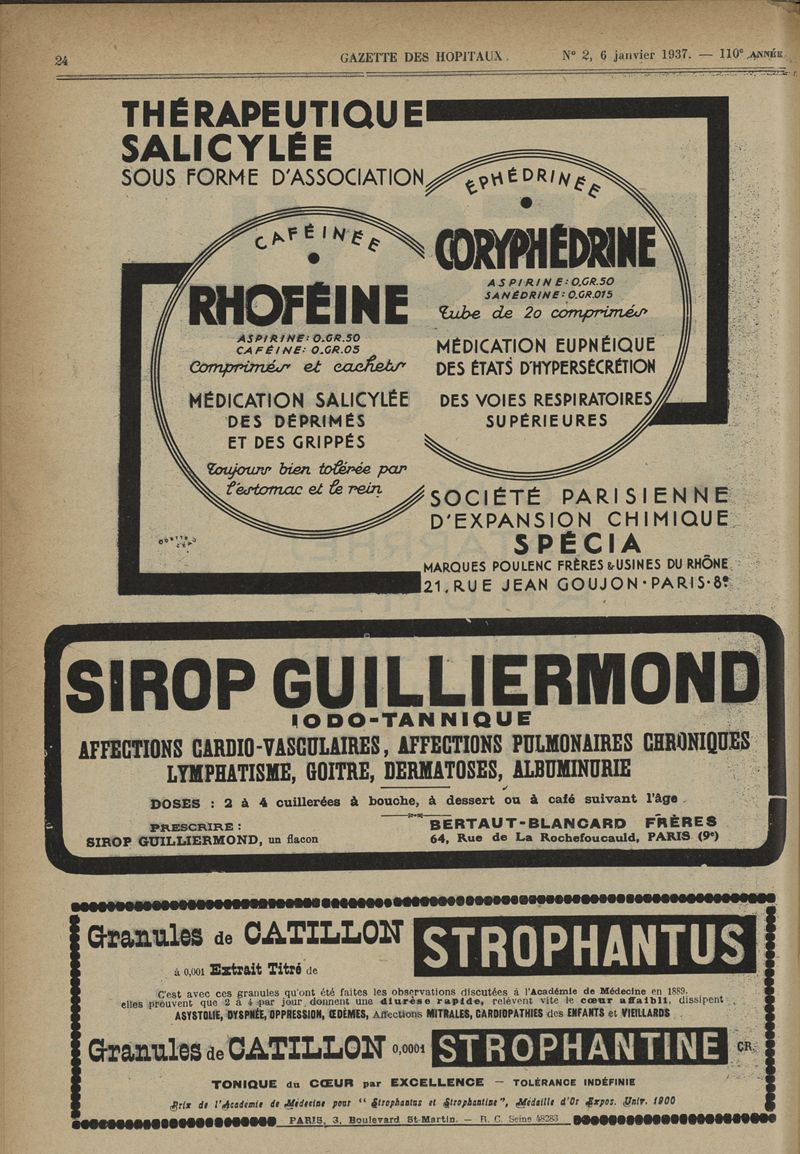 24 GAZETTE DES HOPITAUX. N° 2, 6 janvier 1937. — 110e ANNÉE
THÉRAPEUTIQUE
SALICYLÉE
SOUS FORME D'ASSOCIATION
CAFÉINÉE
RHOFÉINE
ASPIRINE: 0.GR.50
CAFÉINE: 0.GR.05
Comprimés et cachets
MÉDICATION SALICYLÉE
DES DÉPRIMÉS
ET DES GRIPPÉS
Toujours bien tolérée par
l'estomac et le rein
ÉPHÉDRINÉE
CORYPHÉDRINE
ASPIRINE: 0.GR.50
SANÉDRINE: 0.GR.015
Tube de 20 comprimés
MÉDICATION EUPNÉIQUE
DES ÉTATS D'HYPERSÉCRÉTION
DES VOIES RESPIRATOIRES
SUPÉRIEURES
SOCIÉTÉ PARISIENNE
D'EXPANSION CHIMIQUE
SPÉCIA
MARQUES POULENC FRÈRES & USINES DU RHÔNE
21, RUE JEAN GOUJON · PARIS · 8e
SIROP GUILLIERMOND
IODO-TANNIQUE
AFFECTIONS CARDIO-VASCULAIRES, AFFECTIONS PULMONAIRES CHRONIQUES
LYMPHATISME, GOITRE, DERMATOSES, ALBUMINURIE
DOSES : 2 à 4 cuillerées à bouche, à dessert ou à café suivant l'âge
PRESCRIRE :
SIROP GUILLIERMOND, un flacon
BERTAUT-BLANCARD FRÈRES
64, Rue de La Rochefoucauld, PARIS (9e)
Granules de CATILLON STROPHANTUS
à 0,001 Extrait Titré de
C'est avec ces granules qu'ont été faites les observations discutées à l'Académie de Médecine en 1889,
elles prouvent que 2 à 4 par jour donnent une diurèse rapide, relèvent vite le cœur affaibli, dissipent
ASYSTOLIE, DYSPNÉE, OPPRESSION, ŒDÈMES, Affections MITRALES, CARDIOPATHIES des ENFANTS et VIEILLARDS
Granules de CATILLON 0,0001 STROPHANTINE CR.
TONIQUE du CŒUR par EXCELLENCE — TOLÉRANCE INDÉFINIE
Prix de l'Académie de Médecine pour "Strophantus et Strophantine", Médaille d'Or Expos. Univ. 1900
PARIS, 3, Boulevard St-Martin. — R. C. Seine 48283